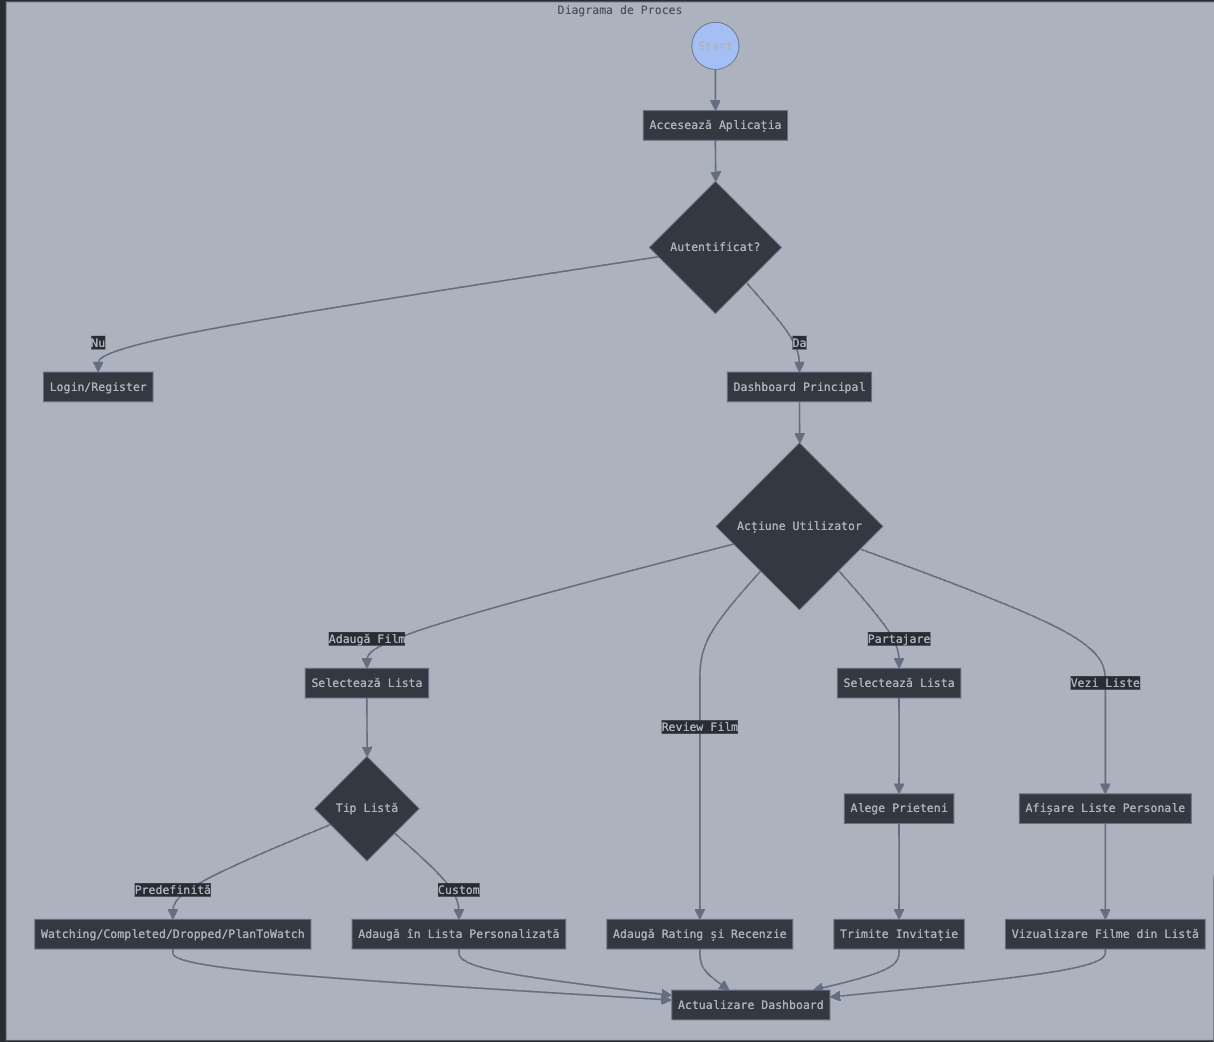 Diagrama de Proces
Start
Accesează Aplicația
Autentificat?
Nu
Da
Login/Register
Dashboard Principal
Acțiune Utilizator
Adaugă Film
Partajare
Selectează Lista
Selectează Lista
Vezi Liste
Review Film
Tip Listă
Alege Prieteni
Afișare Liste Personale
Predefinită
Custom
Watching/Completed/Dropped/PlanToWatch
Adaugă în Lista Personalizată
Adaugă Rating și Recenzie
Trimite Invitație
Vizualizare Filme din Listă
Actualizare Dashboard